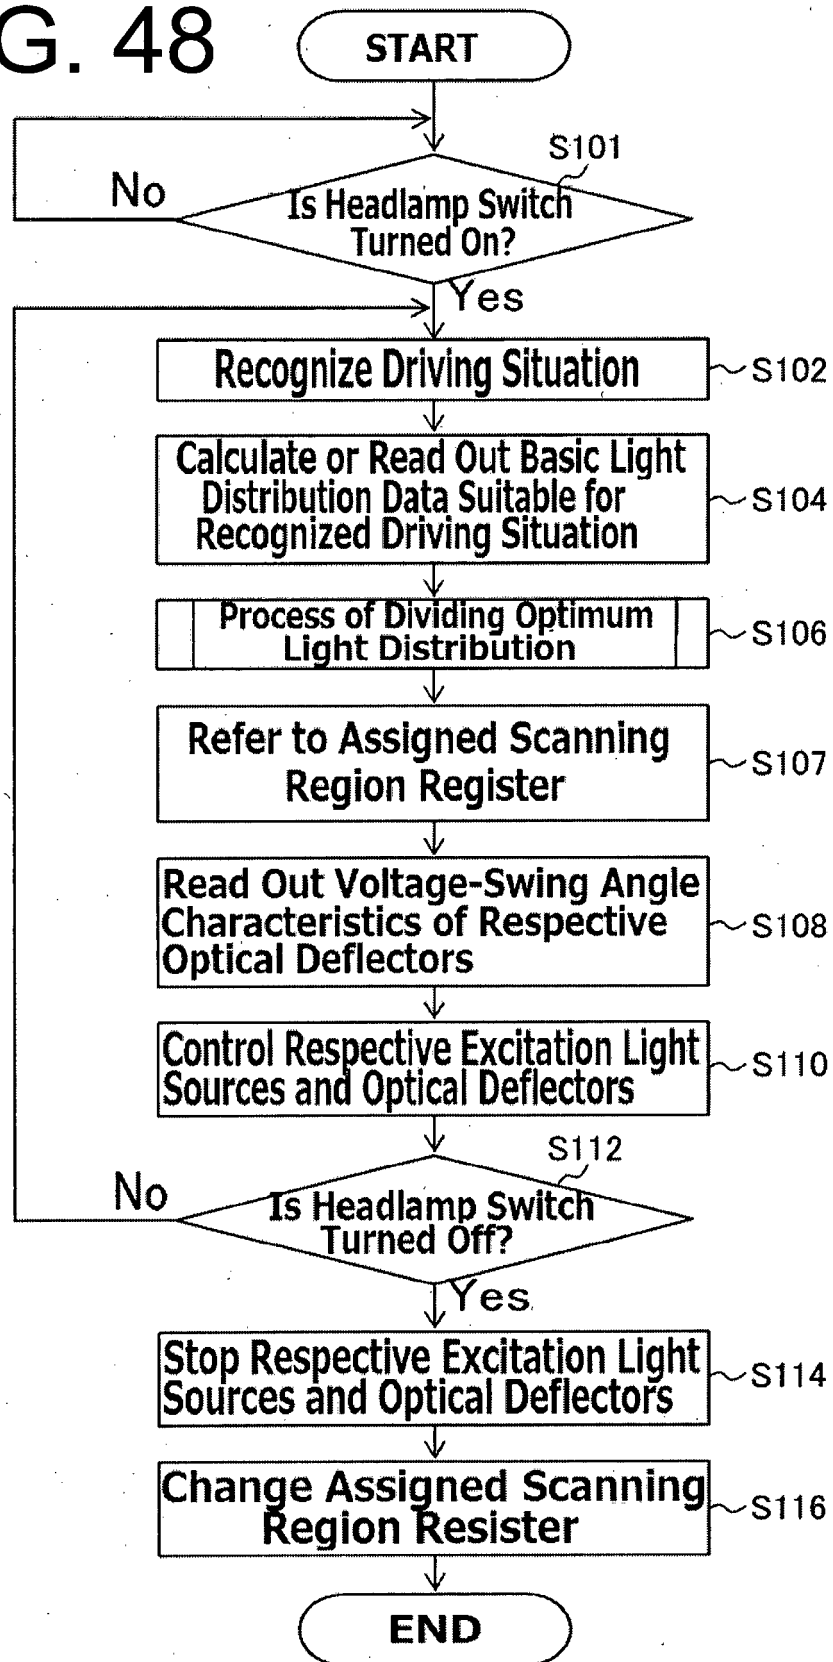 G. 48
START
S101
No
Is Headlamp Switch
Turned On?
Yes
Recognize Driving Situation
S102
Calculate or Read Out Basic Light
Distribution Data Suitable for
Recognized Driving Situation
S104
Process of Dividing Optimum
Light Distribution
S106
Refer to Assigned Scanning
Region Register
S107
Read Out Voltage-Swing Angle
Characteristics of Respective
Optical Deflectors
S108
Control Respective Excitation Light
Sources and Optical Deflectors
S110
S112
No
Is Headlamp Switch
Turned Off?
Yes
Stop Respective Excitation Light
Sources and Optical Deflectors
S114
Change Assigned Scanning
Region Resister
S116
END